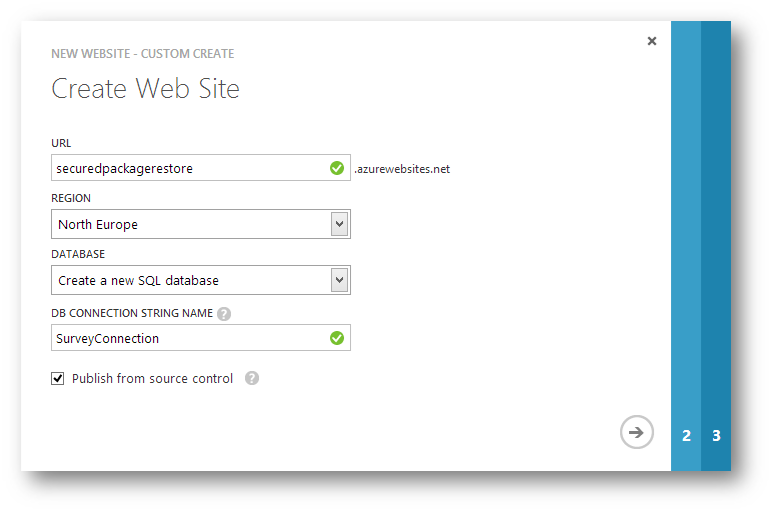 NEW WEBSITE - CUSTOM CREATE
Create Web Site
URL
securedpackagerestore .azurewebsites.net
REGION
North Europe
DATABASE
Create a new SQL database
DB CONNECTION STRING NAME ?
SurveyConnection
Publish from source control ?
2 3